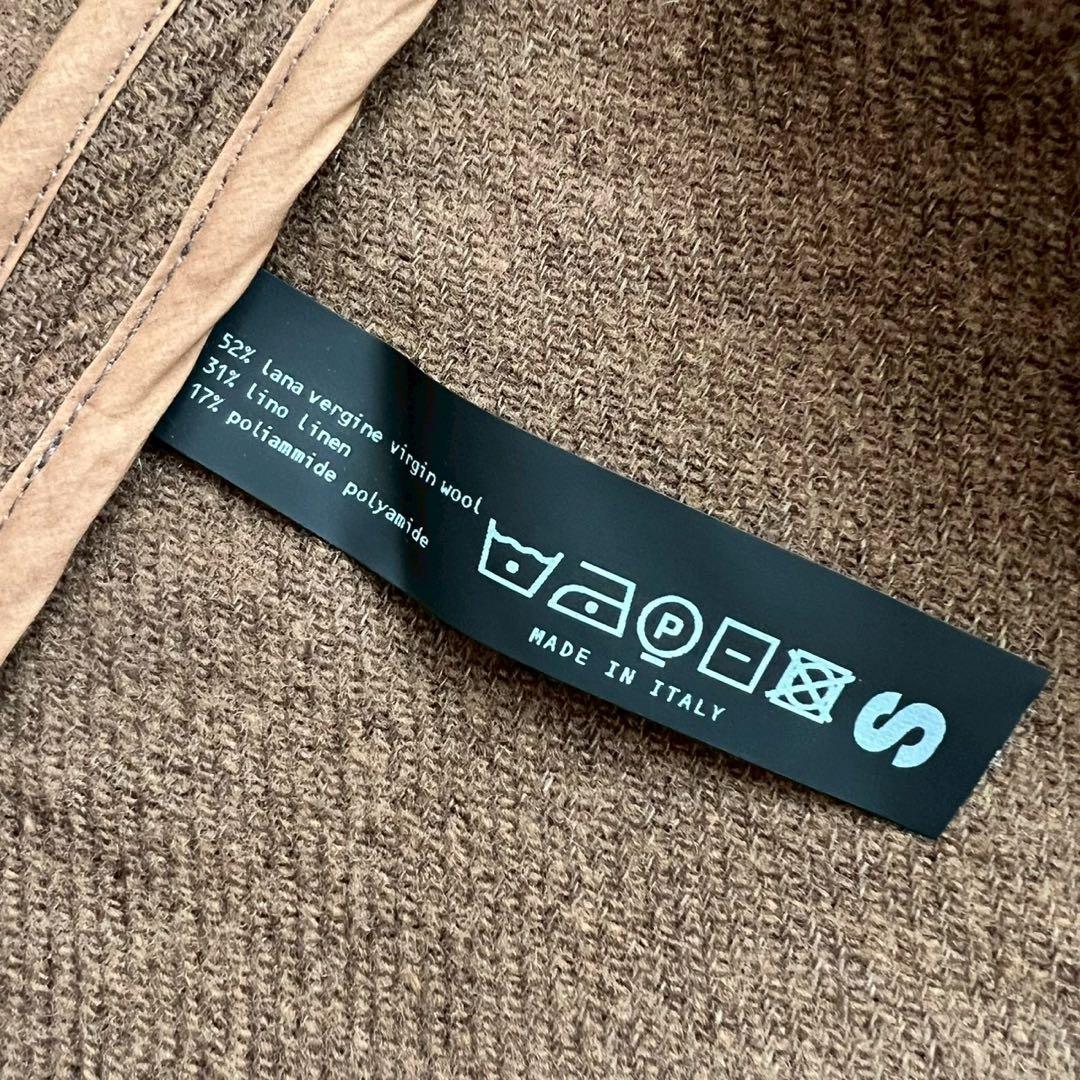 52% lana vergine virgin wool
31% lino linen
17% poliammide polyamide
P
MADE IN ITALY
S